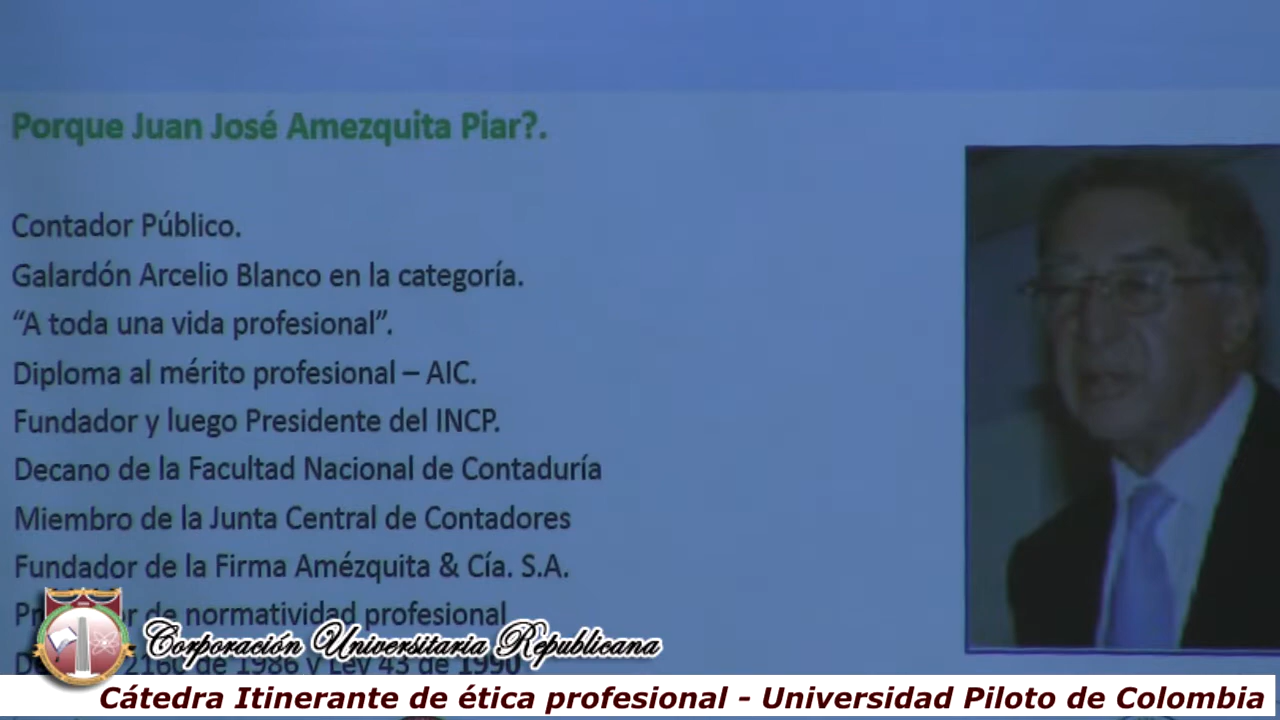 Porque Juan José Amezquita Piar?.
Contador Público.
Galardón Arcelio Blanco en la categoría.
“A toda una vida profesional”.
Diploma al mérito profesional – AIC.
Fundador y luego Presidente del INCP.
Decano de la Facultad Nacional de Contaduría
Miembro de la Junta Central de Contadores
Fundador de la Firma Amézquita & Cía. S.A.
de normatividad profesional
2160 de 1986 y Ley 43 de 1990
Corporación Universitaria Republicana
Cátedra Itinerante de ética profesional - Universidad Piloto de Colombia